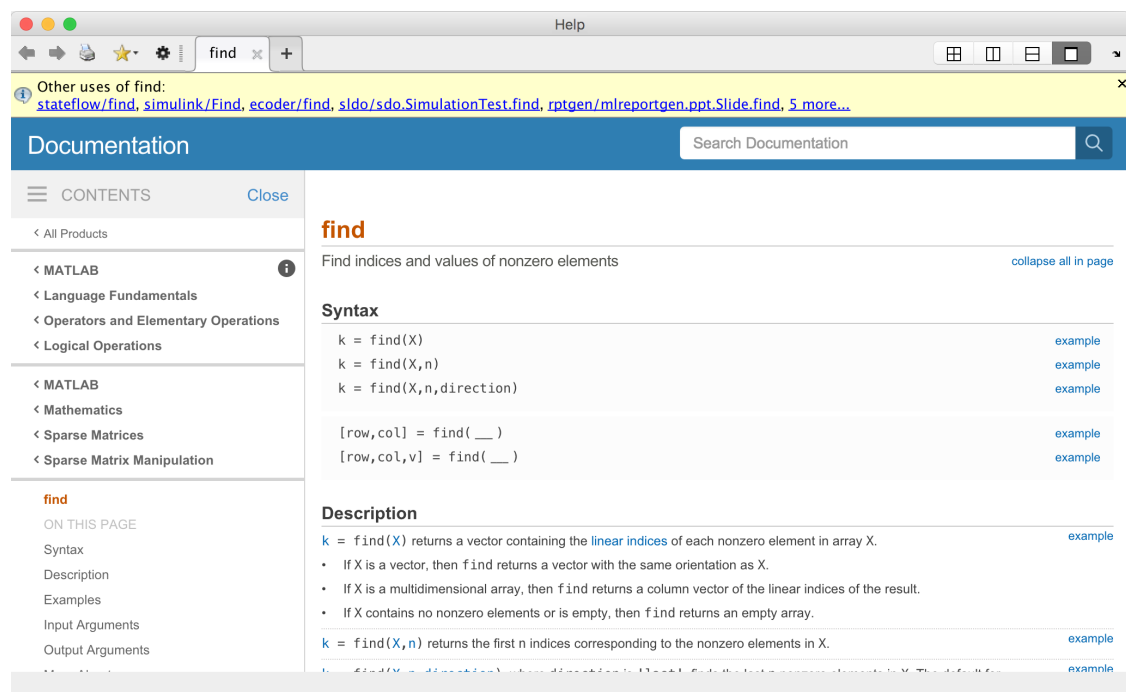 Help
find
Other uses of find:
stateflow/find, simulink/Find, ecoder/find, sldo/sdo.SimulationTest.find, rptgen/mlreportgen.ppt.Slide.find, 5 more...
Documentation
Search Documentation
CONTENTS
Close
< All Products
< MATLAB
< Language Fundamentals
< Operators and Elementary Operations
< Logical Operations
< MATLAB
< Mathematics
< Sparse Matrices
< Sparse Matrix Manipulation
find
ON THIS PAGE
Syntax
Description
Examples
Input Arguments
Output Arguments
find
Find indices and values of nonzero elements
collapse all in page
Syntax
k = find(X) example
k = find(X,n) example
k = find(X,n,direction) example
[row,col] = find( __ ) example
[row,col,v] = find( __ ) example
Description
k = find(X) returns a vector containing the linear indices of each nonzero element in array X. example
• If X is a vector, then find returns a vector with the same orientation as X.
• If X is a multidimensional array, then find returns a column vector of the linear indices of the result.
• If X contains no nonzero elements or is empty, then find returns an empty array.
k = find(X,n) returns the first n indices corresponding to the nonzero elements in X. example
example